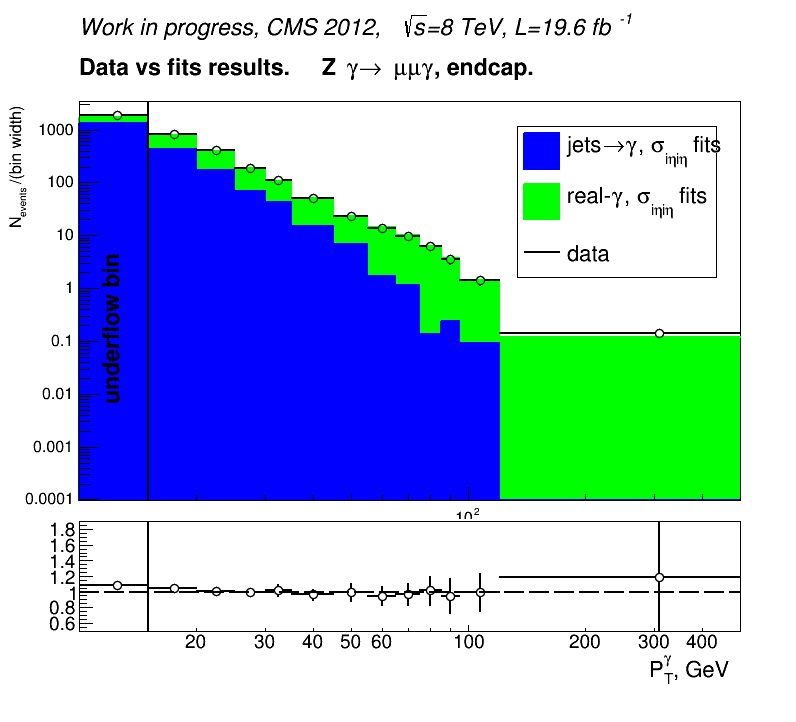 Work in progress, CMS 2012, √s=8 TeV, L=19.6 fb -1
Data vs fits results. Z γ→ μμγ, endcap.
N_events /(bin width)
1000
100
10
1
0.1
0.01
0.001
0.0001
underflow bin
jets→γ, σ_iηiη fits
real-γ, σ_iηiη fits
data
10²
1.8
1.6
1.4
1.2
1
0.8
0.6
20 30 40 50 60 100 200 300 400
P_T^γ, GeV